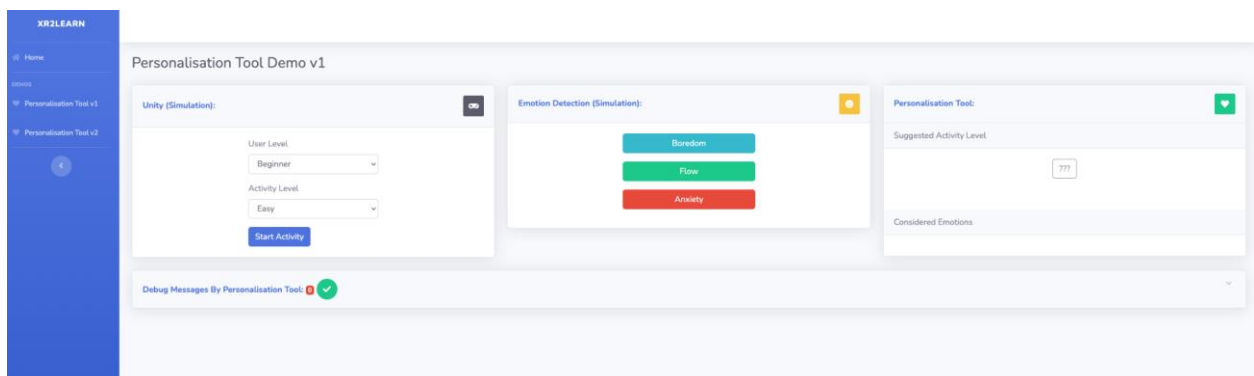 XR2LEARN
Home
DEMOS
Personalisation Tool v1
Personalisation Tool v2
Personalisation Tool Demo v1
Unity (Simulation):
User Level
Beginner
Activity Level
Easy
Start Activity
Emotion Detection (Simulation):
Boredom
Flow
Anxiety
Personalisation Tool:
Suggested Activity Level
???
Considered Emotions
Debug Messages By Personalisation Tool: 0